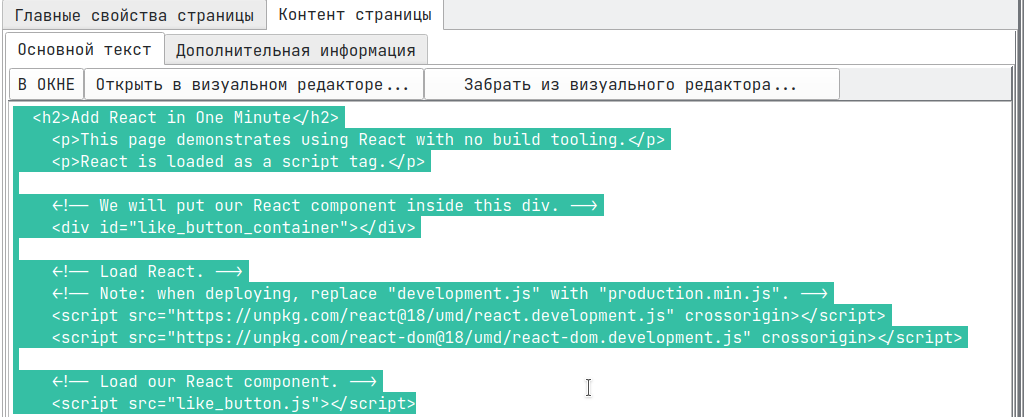 Главные свойства страницы Контент страницы
Основной текст Дополнительная информация
В ОКНЕ Открыть в визуальном редакторе... Забрать из визуального редактора...
<h2>Add React in One Minute</h2>
<p>This page demonstrates using React with no build tooling.</p>
<p>React is loaded as a script tag.</p>
<!-- We will put our React component inside this div. -->
<div id="like_button_container"></div>
<!-- Load React. -->
<!-- Note: when deploying, replace "development.js" with "production.min.js". -->
<script src="https://unpkg.com/react@18/umd/react.development.js" crossorigin></script>
<script src="https://unpkg.com/react-dom@18/umd/react-dom.development.js" crossorigin></script>
<!-- Load our React component. -->
<script src="like_button.js"></script>